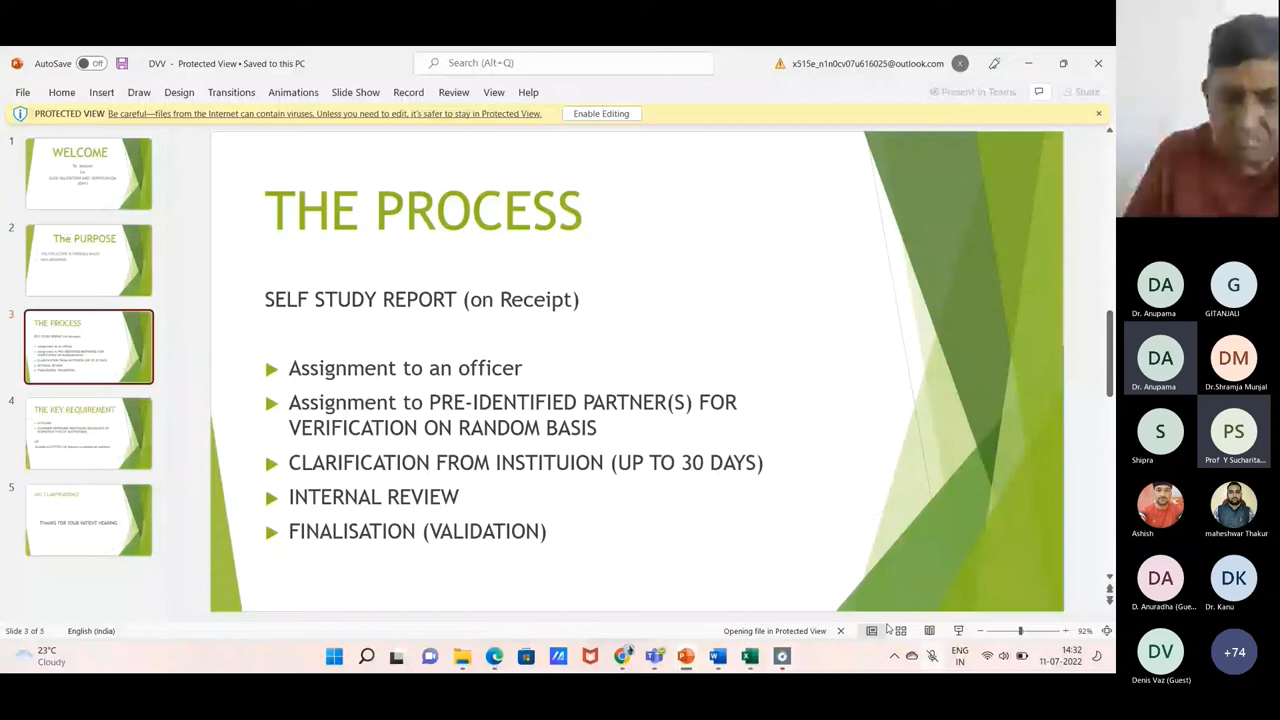 AutoSave Off DVV - Protected View • Saved to this PC
Search (Alt+Q)
x515e_n1n0cv07u616025@outlook.com X
File Home Insert Draw Design Transitions Animations Slide Show Record Review View Help
Present in Teams Share
PROTECTED VIEW Be careful—files from the Internet can contain viruses. Unless you need to edit, it's safer to stay in Protected View. Enable Editing
1
WELCOME
2
The PURPOSE
3
THE PROCESS
4
THE KEY REQUIREMENT
5
ANY CLARIFICATIONS
THANKS FOR YOUR PATIENT HEARING
THE PROCESS
SELF STUDY REPORT (on Receipt)
Assignment to an officer
Assignment to PRE-IDENTIFIED PARTNER(S) FOR
VERIFICATION ON RANDOM BASIS
CLARIFICATION FROM INSTITUION (UP TO 30 DAYS)
INTERNAL REVIEW
FINALISATION (VALIDATION)
Slide 3 of 5 English (India) Opening file in Protected View 92%
23°C
Cloudy
ENG
IN
14:32
11-07-2022
DA G
Dr. Anupama GITANJALI
DA DM
Dr. Anupama Dr.Shramja Munjal
S PS
Shipra Prof Y Sucharita...
Ashish maheshwar Thakur
DA DK
D. Anuradha (Gue... Dr. Kanu
DV +74
Denis Vaz (Guest)